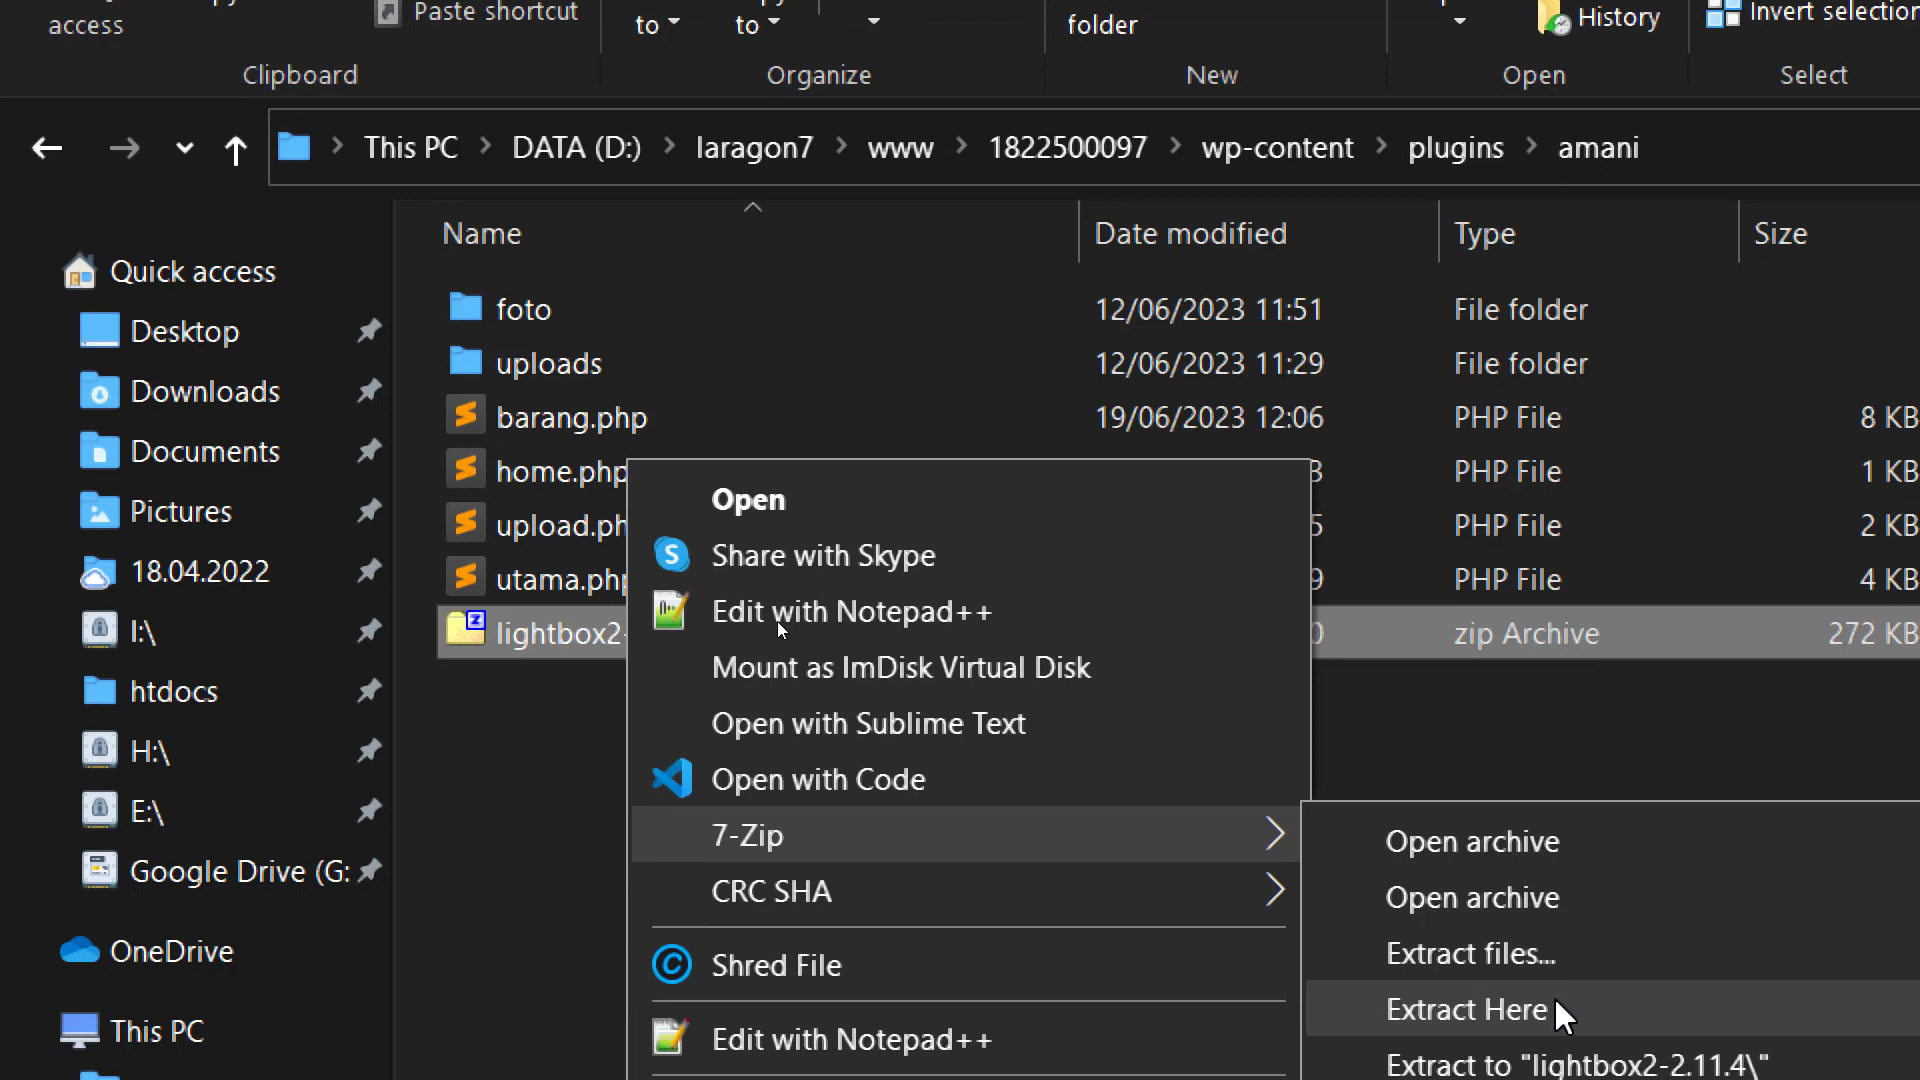 access
Paste shortcut
to
to
folder
History
Invert selection
Clipboard
Organize
New
Open
Select
This PC
DATA (D:)
laragon7
www
1822500097
wp-content
plugins
amani
Name
Date modified
Type
Size
Quick access
Desktop
Downloads
Documents
Pictures
18.04.2022
I:\
htdocs
H:\
E:\
Google Drive (G:
OneDrive
This PC
foto 12/06/2023 11:51 File folder
uploads 12/06/2023 11:29 File folder
barang.php 19/06/2023 12:06 PHP File 8 KB
home.php 3 PHP File 1 KB
upload.ph 5 PHP File 2 KB
utama.php 9 PHP File 4 KB
lightbox2- 0 zip Archive 272 KB
Open
Share with Skype
Edit with Notepad++
Mount as ImDisk Virtual Disk
Open with Sublime Text
Open with Code
7-Zip
CRC SHA
Shred File
Edit with Notepad++
Open archive
Open archive
Extract files...
Extract Here
Extract to "lightbox2-2.11.4\"